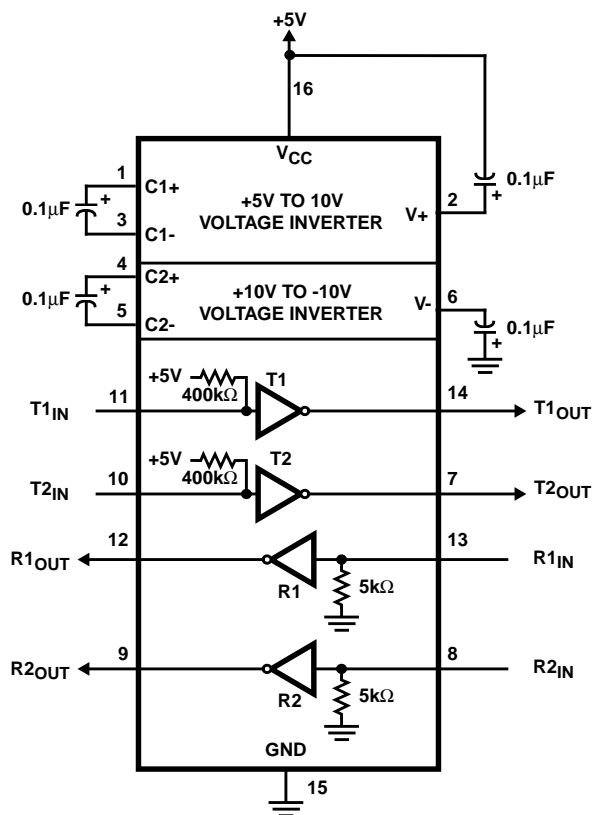 +5V
16
VCC
1
C1+
0.1μF
+
3
C1-
+5V TO 10V
VOLTAGE INVERTER
V+
2
0.1μF
+
4
C2+
0.1μF
+
5
C2-
+10V TO -10V
VOLTAGE INVERTER
V-
6
0.1μF
+
T1IN
11
+5V
400kΩ
T1
14
T1OUT
T2IN
10
+5V
400kΩ
T2
7
T2OUT
R1OUT
12
R1
5kΩ
13
R1IN
R2OUT
9
R2
5kΩ
8
R2IN
GND
15